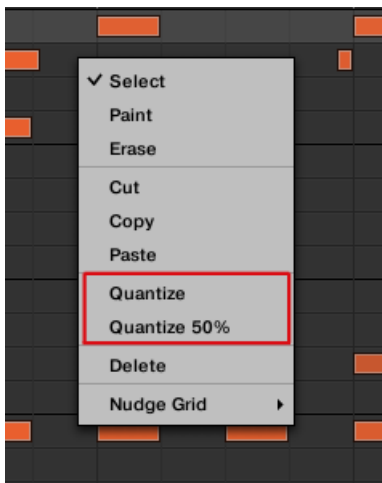 Select
Paint
Erase
Cut
Copy
Paste
Quantize
Quantize 50%
Delete
Nudge Grid